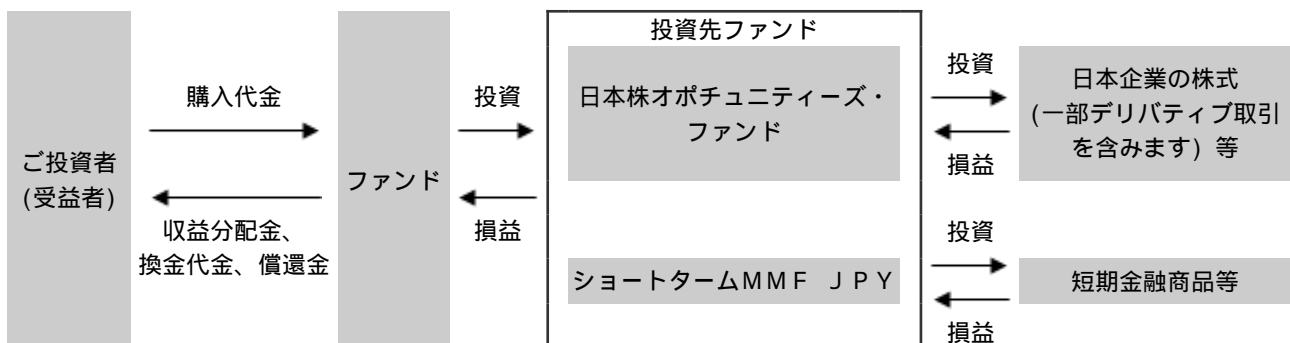 投資先ファンド
ご投資者
(受益者)
購入代金
収益分配金、
換金代金、償還金
ファンド
投資
損益
日本株オポチュニティーズ・
ファンド
ショートタームMMF JPY
投資
損益
日本企業の株式
(一部デリバティブ取引
を含みます) 等
投資
損益
短期金融商品等